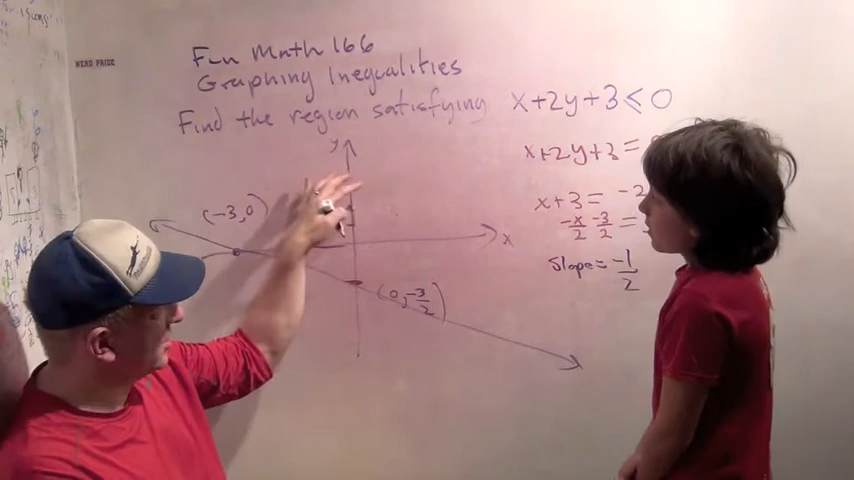 NERD PRIDE
Fun Math 166
Graphing Inequalities
Find the region satisfying x+2y+3<0
x+2y+3=
x+3= -2
-x/2 -3/2 =
Slope= -1/2
y
(-3,0)
x
(0,-3/2)